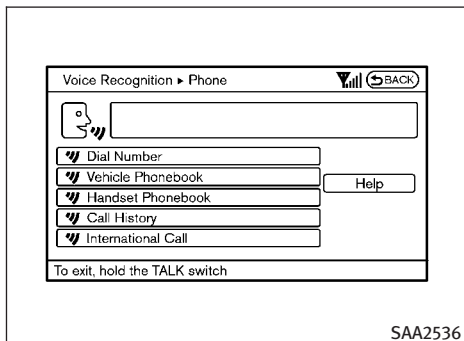 Voice Recognition ▸ Phone BACK
Dial Number
Vehicle Phonebook
Help
Handset Phonebook
Call History
International Call
To exit, hold the TALK switch
SAA2536